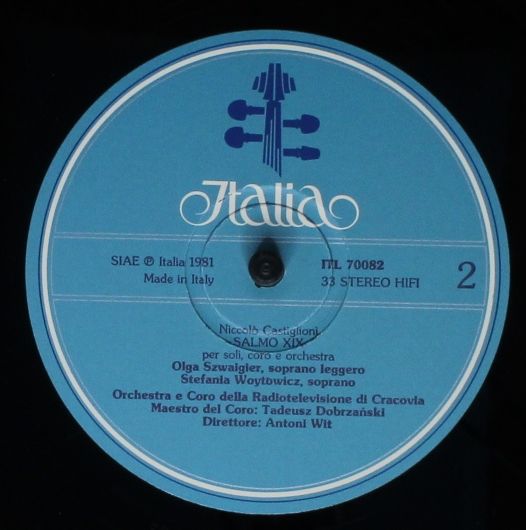 Italia
SIAE ℗ Italia 1981
Made in Italy
ITL 70082
33 STEREO HIFI
2
Niccolò Castiglioni
SALMO XIX
per soli, coro e orchestra
Olga Szwaigier, soprano leggero
Stefania Woytowicz, soprano
Orchestra e Coro della Radiotelevisione di Cracovia
Maestro del Coro: Tadeusz Dobrzański
Direttore: Antoni Wit